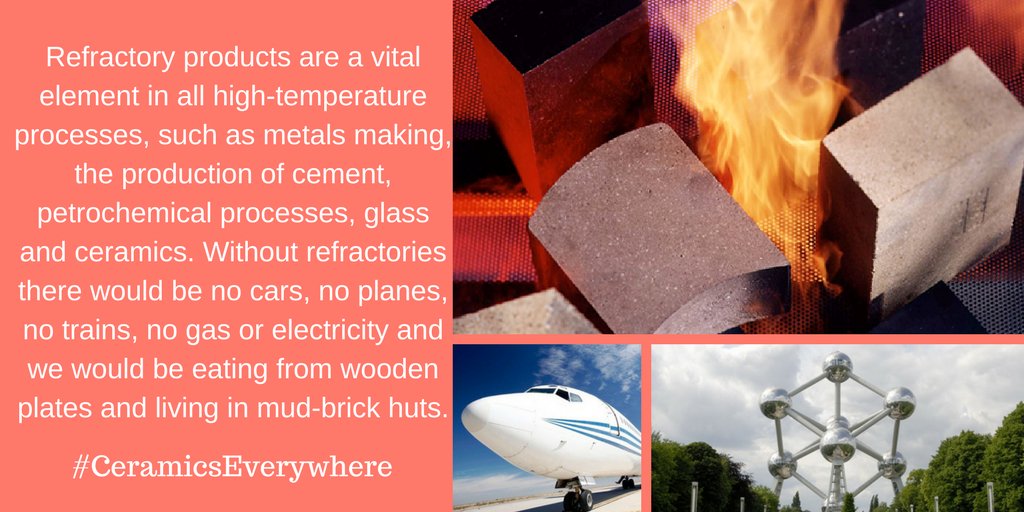 Refractory products are a vital
element in all high-temperature
processes, such as metals making,
the production of cement,
petrochemical processes, glass
and ceramics. Without refractories
there would be no cars, no planes,
no trains, no gas or electricity and
we would be eating from wooden
plates and living in mud-brick huts.
#CeramicsEverywhere